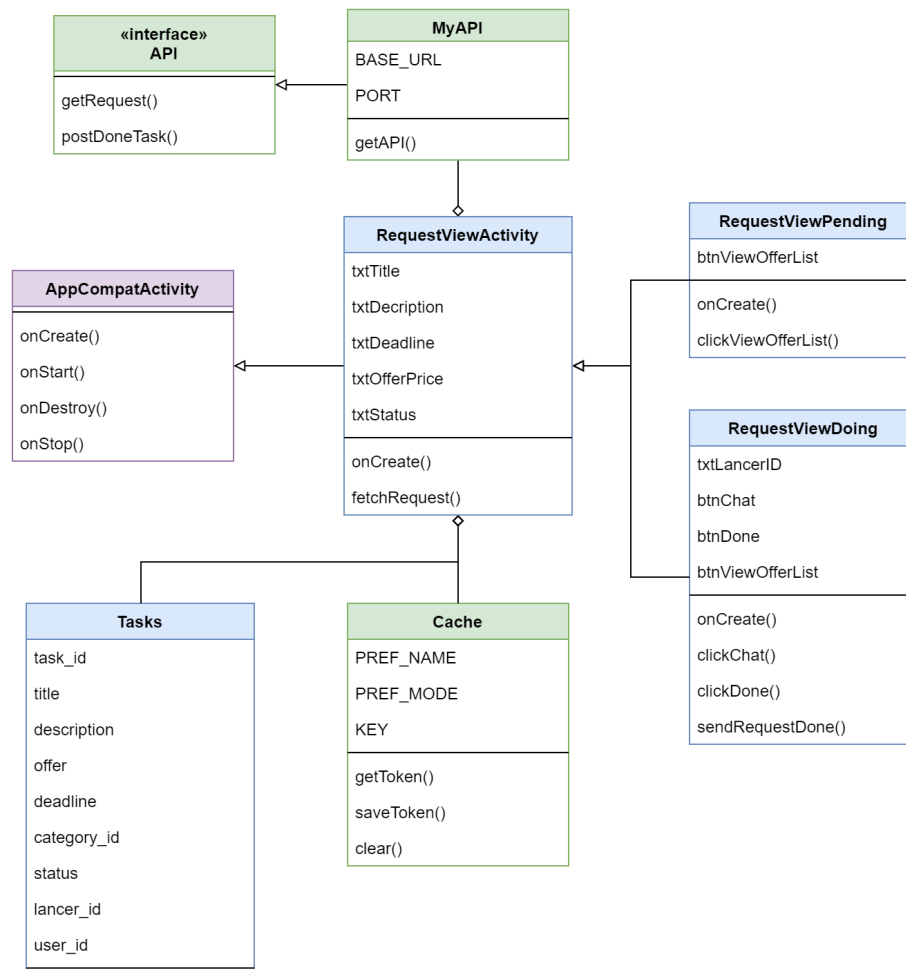 «interface»
API
getRequest()
postDoneTask()
MyAPI
BASE_URL
PORT
getAPI()
AppCompatActivity
onCreate()
onStart()
onDestroy()
onStop()
RequestViewActivity
txtTitle
txtDecription
txtDeadline
txtOfferPrice
txtStatus
onCreate()
fetchRequest()
RequestViewPending
btnViewOfferList
onCreate()
clickViewOfferList()
RequestViewDoing
txtLancerID
btnChat
btnDone
btnViewOfferList
onCreate()
clickChat()
clickDone()
sendRequestDone()
Tasks
task_id
title
description
offer
deadline
category_id
status
lancer_id
user_id
Cache
PREF_NAME
PREF_MODE
KEY
getToken()
saveToken()
clear()